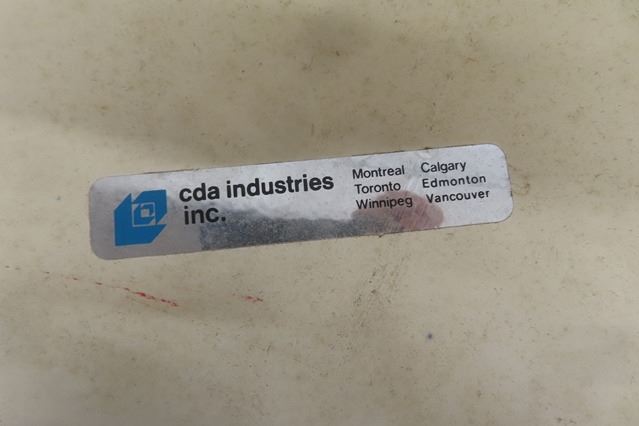 cda industries
inc.
Montreal Calgary
Toronto Edmonton
Winnipeg Vancouver